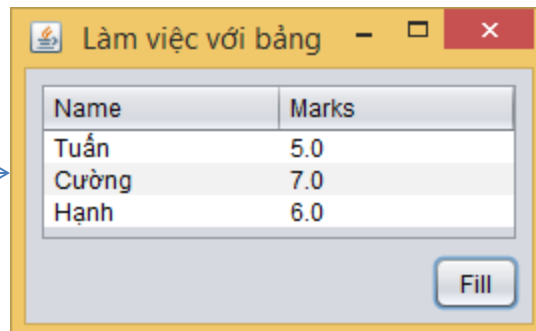 Làm việc với bảng
Name Marks
Tuấn 5.0
Cường 7.0
Hạnh 6.0
Fill